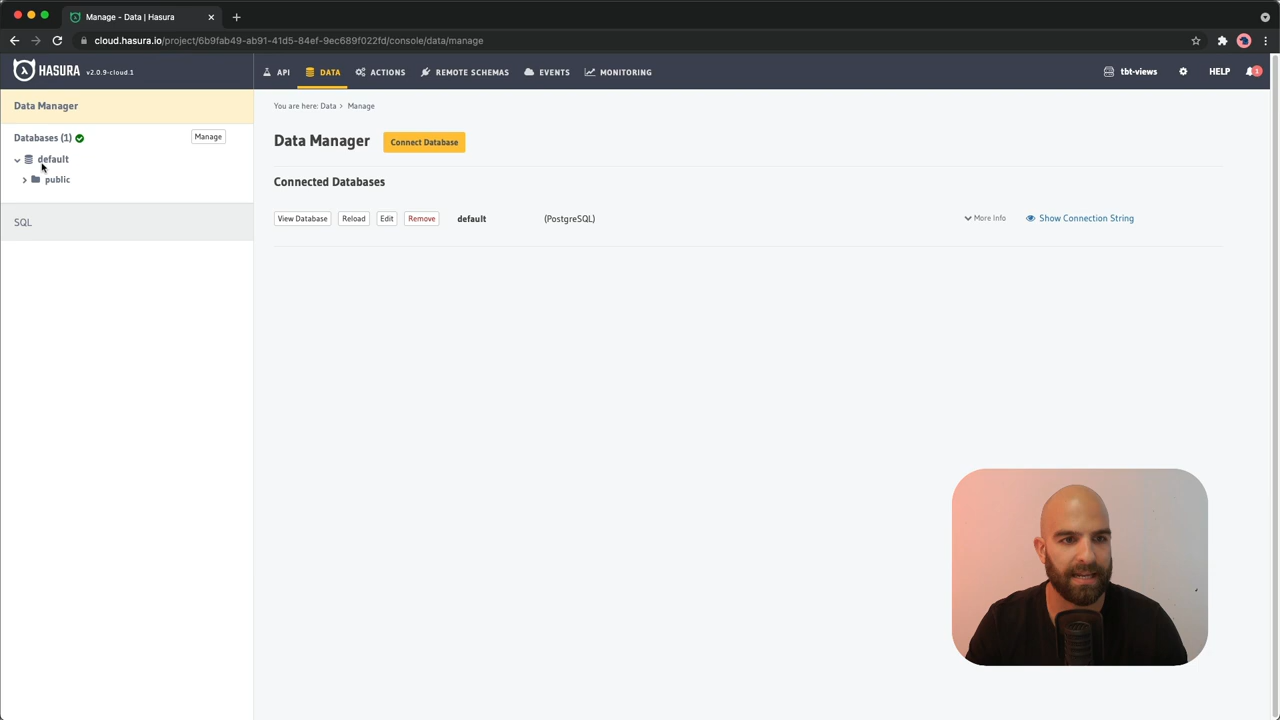 Manage - Data | Hasura
cloud.hasura.io/project/6b9fab49-ab91-41d5-84ef-9ec689f022fd/console/data/manage
HASURA v2.0.9-cloud.1
API DATA ACTIONS REMOTE SCHEMAS EVENTS MONITORING tbt-views HELP 1
Data Manager
You are here: Data › Manage
Databases (1) Manage
Data Manager Connect Database
default
public
Connected Databases
SQL
View Database Reload Edit Remove default (PostgreSQL) More Info Show Connection String